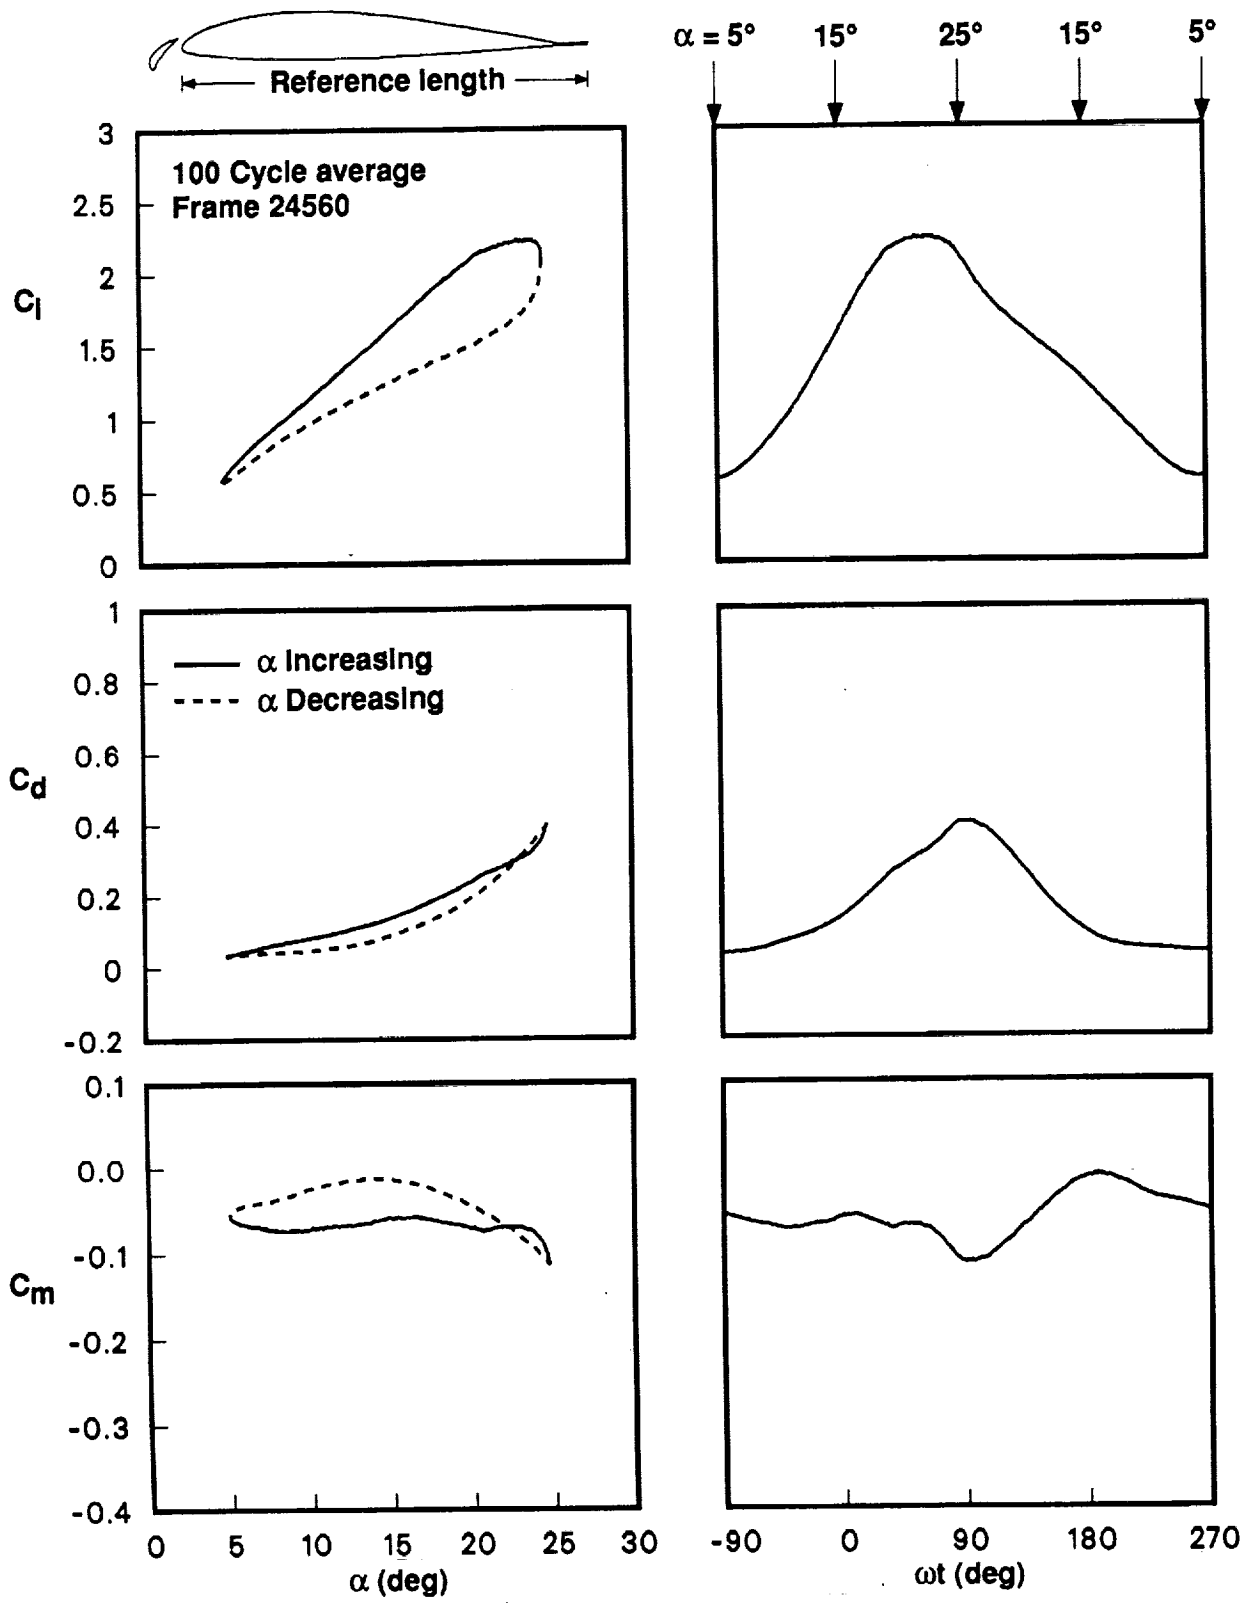 Reference length
α = 5° 15° 25° 15° 5°
100 Cycle average
Frame 24560
3
2.5
2
1.5
1
0.5
0
Cl
α Increasing
α Decreasing
1
0.8
0.6
0.4
0.2
0
-0.2
Cd
0.1
0.0
-0.1
-0.2
-0.3
-0.4
Cm
0 5 10 15 20 25 30
α (deg)
-90 0 90 180 270
ωt (deg)